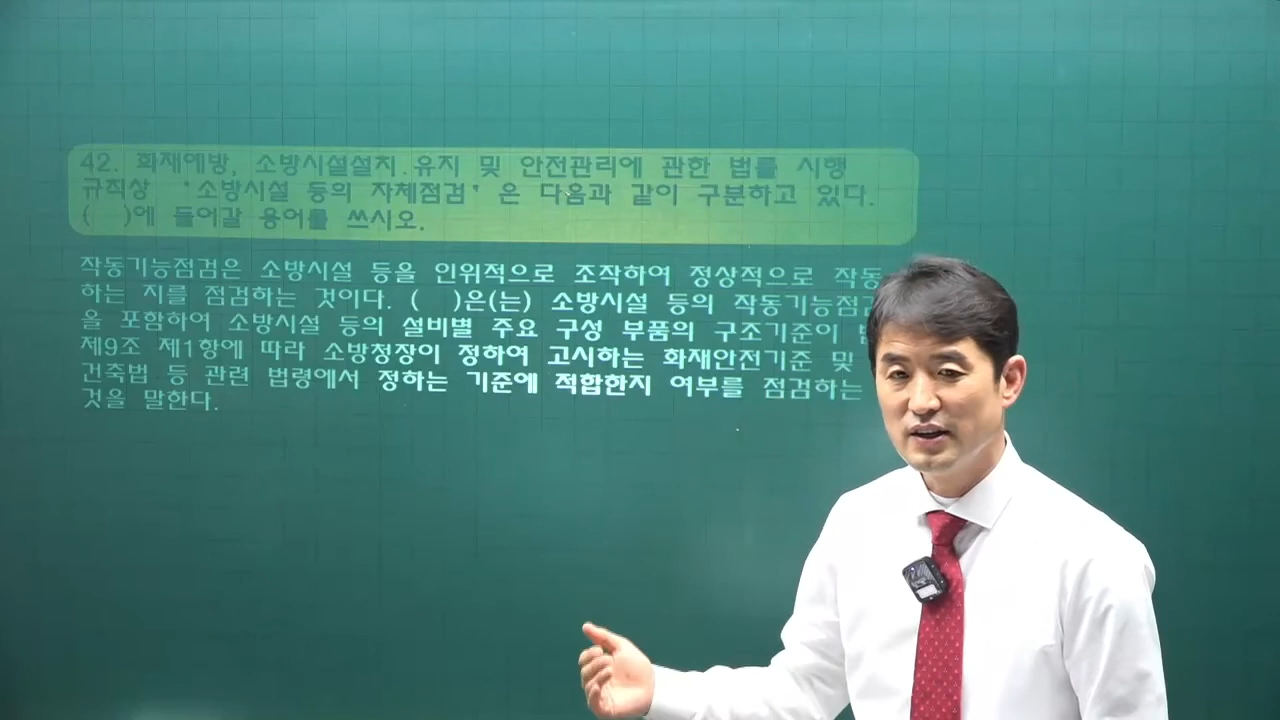 42. 화재예방, 소방시설설치.유지 및 안전관리에 관한 법률 시행
규칙상 '소방시설 등의 자체점검'은 다음과 같이 구분하고 있다.
( )에 들어갈 용어를 쓰시오.
작동기능점검은 소방시설 등을 인위적으로 조작하여 정상적으로 작동
하는 지를 점검하는 것이다. ( )은(는) 소방시설 등의 작동기능점검
을 포함하여 소방시설 등의 설비별 주요 구성 부품의 구조기준이
제9조 제1항에 따라 소방청장이 정하여 고시하는 화재안전기준 및
건축법 등 관련 법령에서 정하는 기준에 적합한지 여부를 점검하는
것을 말한다.